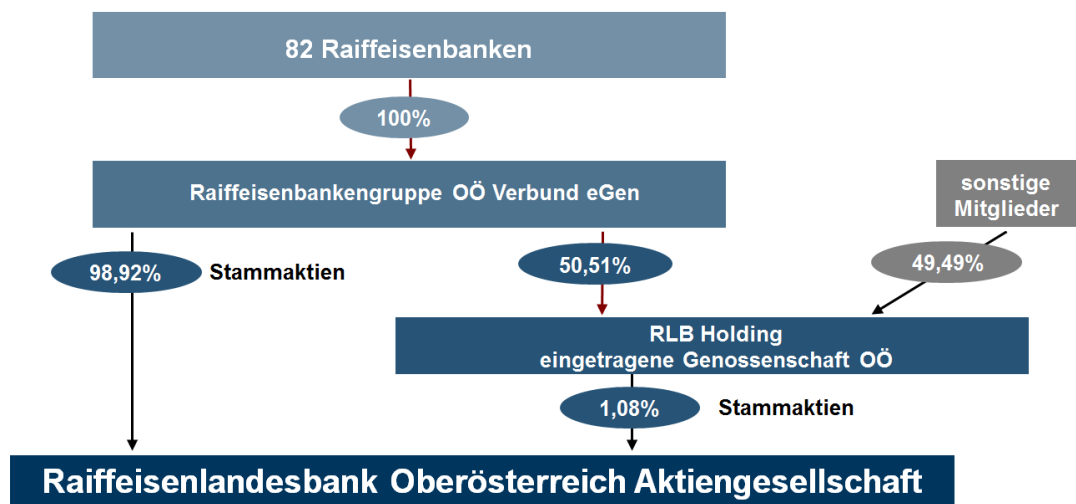 82 Raiffeisenbanken
100%
Raiffeisenbankengruppe OÖ Verbund eGen
sonstige
Mitglieder
98,92%
Stammaktien
50,51%
49,49%
RLB Holding
eingetragene Genossenschaft OÖ
1,08%
Stammaktien
Raiffeisenlandesbank Oberösterreich Aktiengesellschaft